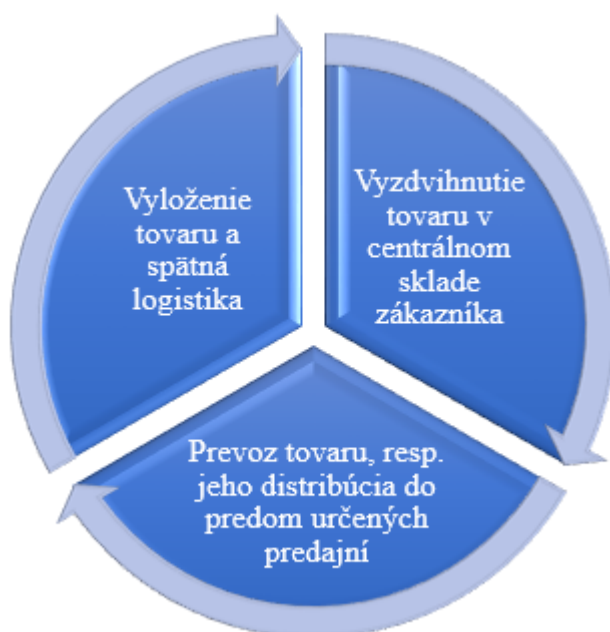 Vyzdvihnutie
tovaru v
centrálnom
sklade
zákazníka
Prevoz tovaru, resp.
jeho distribúcia do
predom určených
predajní
Vyloženie
tovaru a
spätná
logistika